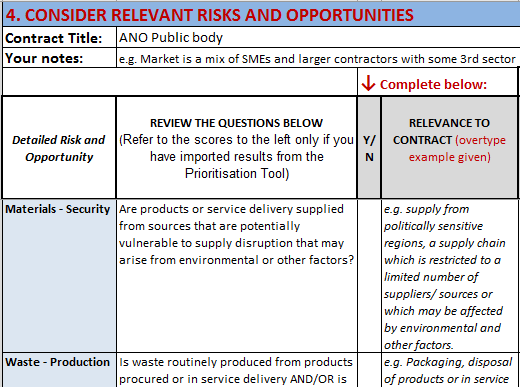 4. CONSIDER RELEVANT RISKS AND OPPORTUNITIES
Contract Title: ANO Public body
Your notes: e.g. Market is a mix of SMEs and larger contractors with some 3rd sector
↓ Complete below:
Detailed Risk and
Opportunity
REVIEW THE QUESTIONS BELOW
(Refer to the scores to the left only if you
have imported results from the
Prioritisation Tool)
Y/
N
RELEVANCE TO
CONTRACT (overtype
example given)
Materials - Security
Are products or service delivery supplied
from sources that are potentially
vulnerable to supply disruption that may
arise from environmental or other factors?
e.g. supply from
politically sensitive
regions, a supply chain
which is restricted to a
limited number of
suppliers/ sources or
which may be affected
by environmental and
other factors.
Waste - Production
Is waste routinely produced from products
procured or in service delivery AND/OR is
e.g. Packaging, disposal
of products or in service